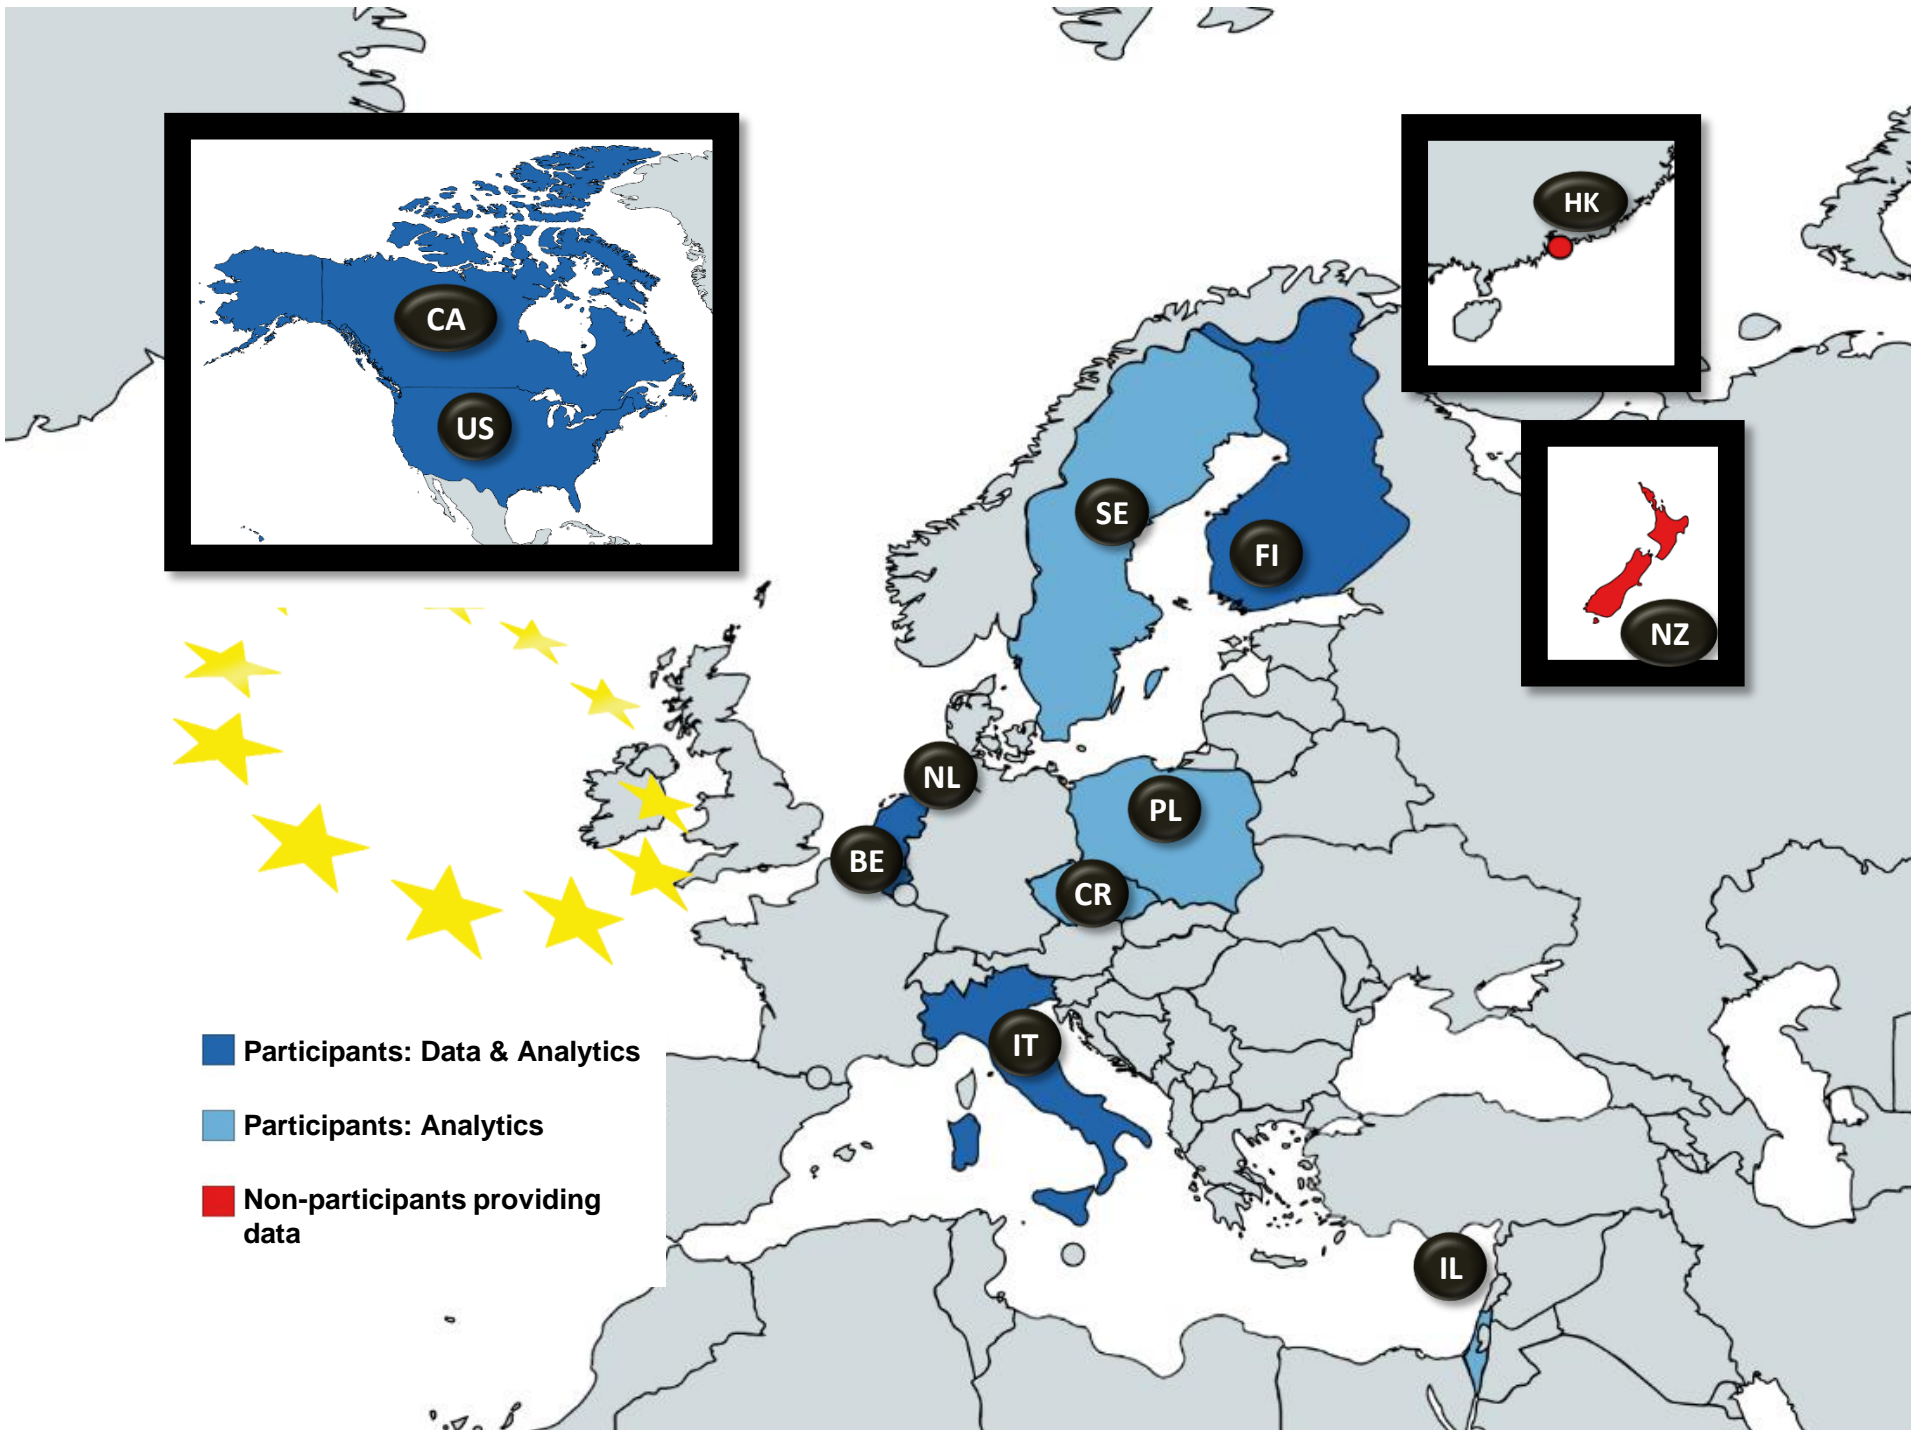 CA
US
HK
NZ
SE
FI
NL
PL
BE
CR
IT
IL
Participants: Data & Analytics
Participants: Analytics
Non-participants providing
data